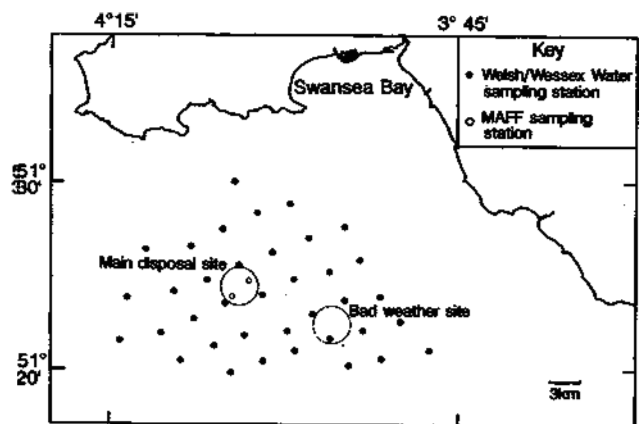 4° 15'
3° 45'
Key
Welsh/Wessex Water
sampling station
MAFF sampling
station
Swansea Bay
51°
30'
Main disposal site
Bad weather site
51°
20'
3km